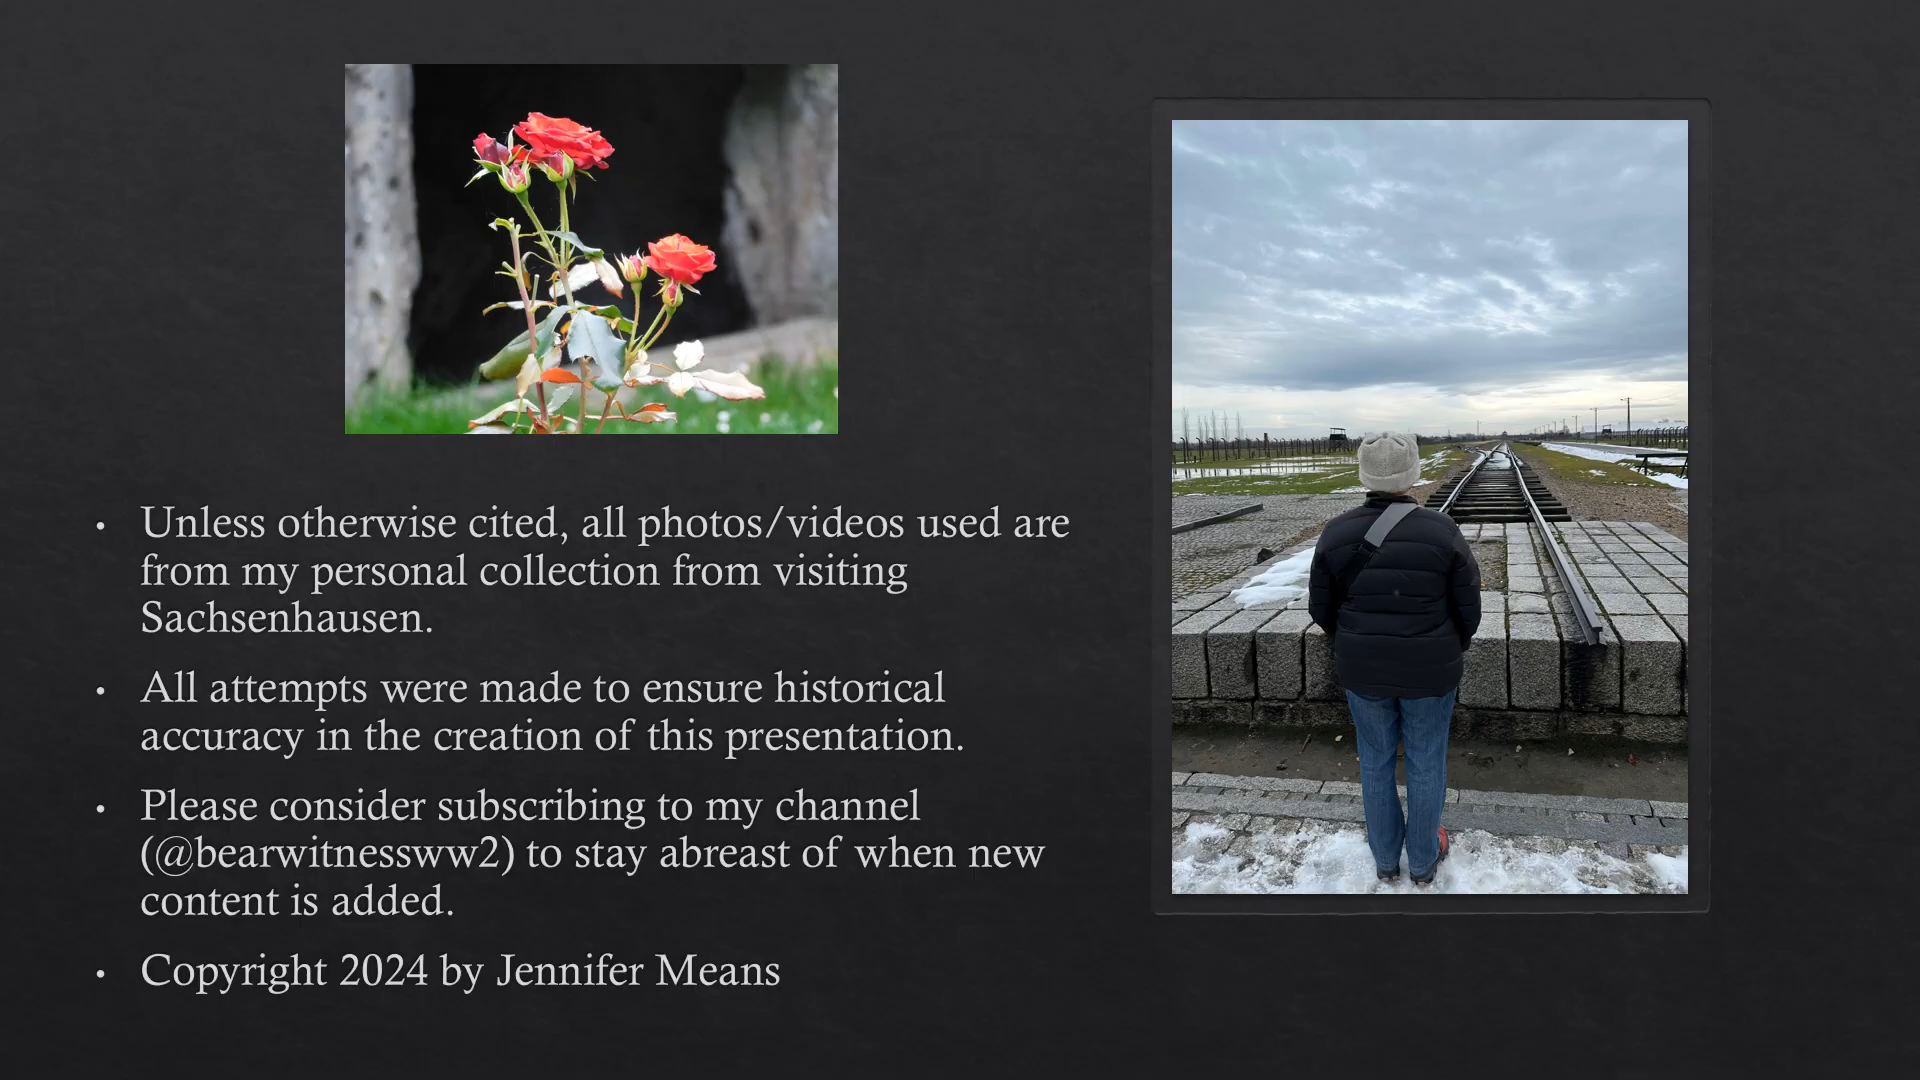 • Unless otherwise cited, all photos/videos used are
from my personal collection from visiting
Sachsenhausen.
• All attempts were made to ensure historical
accuracy in the creation of this presentation.
• Please consider subscribing to my channel
(@bearwitnessww2) to stay abreast of when new
content is added.
• Copyright 2024 by Jennifer Means